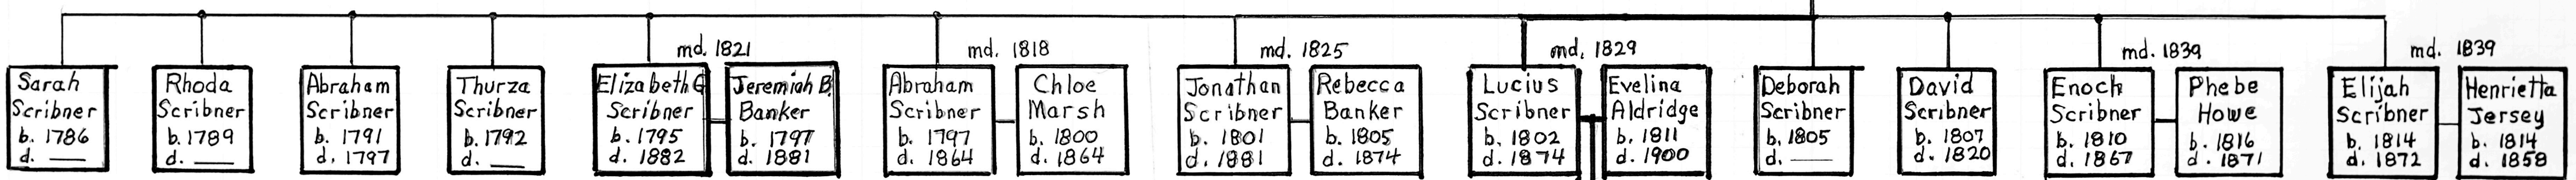 md. 1821
md. 1818
md. 1825
md. 1829
md. 1839
md. 1839
Sarah
Scribner
b. 1786
d. ___
Rhoda
Scribner
b. 1789
d. ___
Abraham
Scribner
b. 1791
d. 1797
Thurza
Scribner
b. 1792
d. ___
Elizabeth G
Scribner
b. 1795
d. 1882
Jeremiah B.
Banker
b. 1797
d. 1881
Abraham
Scribner
b. 1797
d. 1864
Chloe
Marsh
b. 1800
d. 1864
Jonathan
Scribner
b. 1801
d. 1881
Rebecca
Banker
b. 1805
d. 1874
Lucius
Scribner
b. 1802
d. 1874
Evelina
Aldridge
b. 1811
d. 1900
Deborah
Scribner
b. 1805
d. ___
David
Scribner
b. 1807
d. 1820
Enoch
Scribner
b. 1810
d. 1867
Phebe
Howe
b. 1816
d. 1871
Elijah
Scribner
b. 1814
d. 1872
Henrietta
Jersey
b. 1814
d. 1858